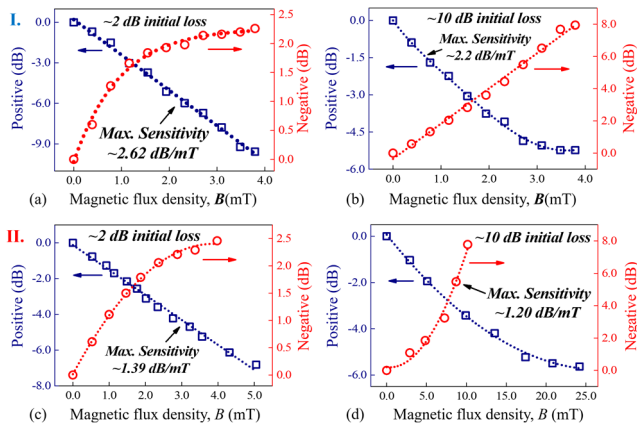 I.
~2 dB initial loss
Max. Sensitivity
~2.62 dB/mT
Positive (dB)
0.0
-3.0
-6.0
-9.0
Negative (dB)
2.5
2.0
1.5
1.0
0.5
0.0
0.0 0.8 1.6 2.4 3.2 4.0
(a) Magnetic flux density, B(mT)
~10 dB initial loss
Max. Sensitivity
~2.2 dB/mT
Positive (dB)
0.0
-1.5
-3.0
-4.5
-6.0
Negative (dB)
8.0
6.0
4.0
2.0
0.0
0.0 1.0 2.0 3.0 4.0
(b) Magnetic flux density, B(mT)
II.
~2 dB initial loss
Max. Sensitivity
~1.39 dB/mT
Positive (dB)
0.0
-2.0
-4.0
-6.0
-8.0
Negative (dB)
2.5
2.0
1.5
1.0
0.5
0.0
0.0 1.0 2.0 3.0 4.0 5.0
(c) Magnetic flux density, B (mT)
~10 dB initial loss
Max. Sensitivity
~1.20 dB/mT
Positive (dB)
0.0
-2.0
-4.0
-6.0
Negative (dB)
8.0
6.0
4.0
2.0
0.0
0.0 5.0 10.0 15.0 20.0 25.0
(d) Magnetic flux density, B (mT)